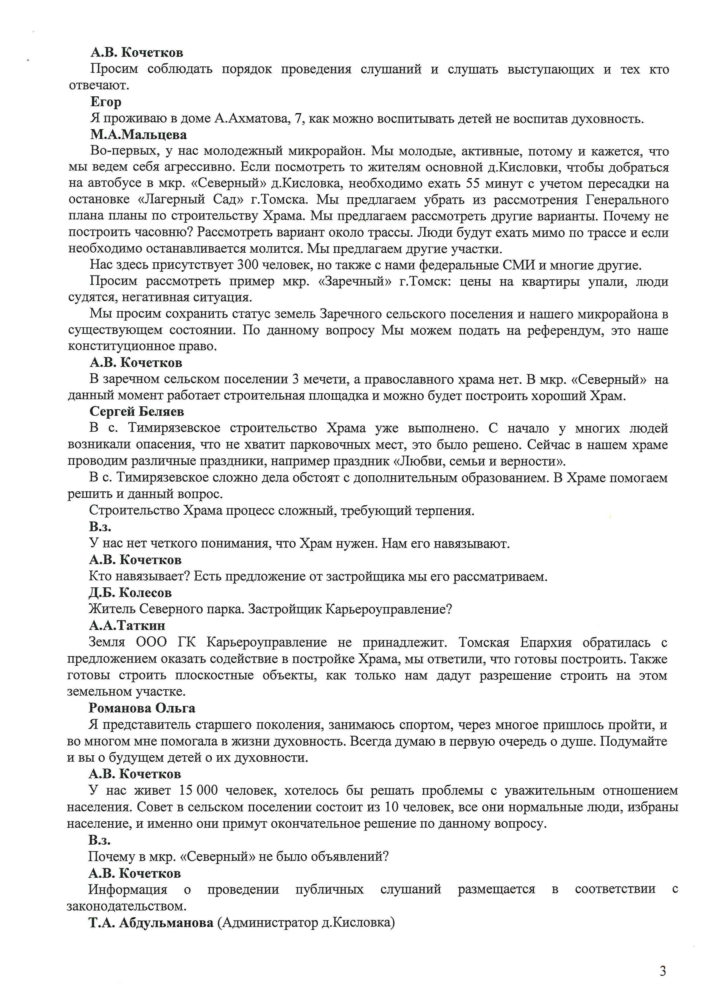 А.В. Кочетков
Просим соблюдать порядок проведения слушаний и слушать выступающих и тех кто
отвечают.
Егор
Я проживаю в доме А.Ахматова, 7, как можно воспитывать детей не воспитав духовность.
М.А.Мальцева
Во-первых, у нас молодежный микрорайон. Мы молодые, активные, потому и кажется, что
мы ведем себя агрессивно. Если посмотреть то жителям основной д.Кисловки, чтобы добраться
на автобусе в мкр. «Северный» д.Кисловка, необходимо ехать 55 минут с учетом пересадки на
остановке «Лагерный Сад» г.Томска. Мы предлагаем убрать из рассмотрения Генерального
плана планы по строительству Храма. Мы предлагаем рассмотреть другие варианты. Почему не
построить часовню? Рассмотреть вариант около трассы. Люди будут ехать мимо по трассе и если
необходимо останавливается молится. Мы предлагаем другие участки.
Нас здесь присутствует 300 человек, но также с нами федеральные СМИ и многие другие.
Просим рассмотреть пример мкр. «Заречный» г.Томск: цены на квартиры упали, люди
судятся, негативная ситуация.
Мы просим сохранить статус земель Заречного сельского поселения и нашего микрорайона в
существующем состоянии. По данному вопросу Мы можем подать на референдум, это наше
конституционное право.
А.В. Кочетков
В заречном сельском поселении 3 мечети, а православного храма нет. В мкр. «Северный» на
данный момент работает строительная площадка и можно будет построить хороший Храм.
Сергей Беляев
В с. Тимирязевское строительство Храма уже выполнено. С начало у многих людей
возникали опасения, что не хватит парковочных мест, это было решено. Сейчас в нашем храме
проводим различные праздники, например праздник «Любви, семьи и верности».
В с. Тимирязевское сложно дела обстоят с дополнительным образованием. В Храме помогаем
решить и данный вопрос.
Строительство Храма процесс сложный, требующий терпения.
В.з.
У нас нет четкого понимания, что Храм нужен. Нам его навязывают.
А.В. Кочетков
Кто навязывает? Есть предложение от застройщика мы его рассматриваем.
Д.Б. Колесов
Житель Северного парка. Застройщик Карьероуправление?
А.А.Таткин
Земля ООО ГК Карьероуправление не принадлежит. Томская Епархия обратилась с
предложением оказать содействие в постройке Храма, мы ответили, что готовы построить. Также
готовы строить плоскостные объекты, как только нам дадут разрешение строить на этом
земельном участке.
Романова Ольга
Я представитель старшего поколения, занимаюсь спортом, через многое пришлось пройти, и
во многом мне помогала в жизни духовность. Всегда думаю в первую очередь о душе. Подумайте
и вы о будущем детей о их духовности.
А.В. Кочетков
У нас живет 15 000 человек, хотелось бы решать проблемы с уважительным отношением
населения. Совет в сельском поселении состоит из 10 человек, все они нормальные люди, избраны
население, и именно они примут окончательное решение по данному вопросу.
В.з.
Почему в мкр. «Северный» не было объявлений?
А.В. Кочетков
Информация о проведении публичных слушаний размещается в соответствии с
законодательством.
Т.А. Абдульманова (Администратор д.Кисловка)
3